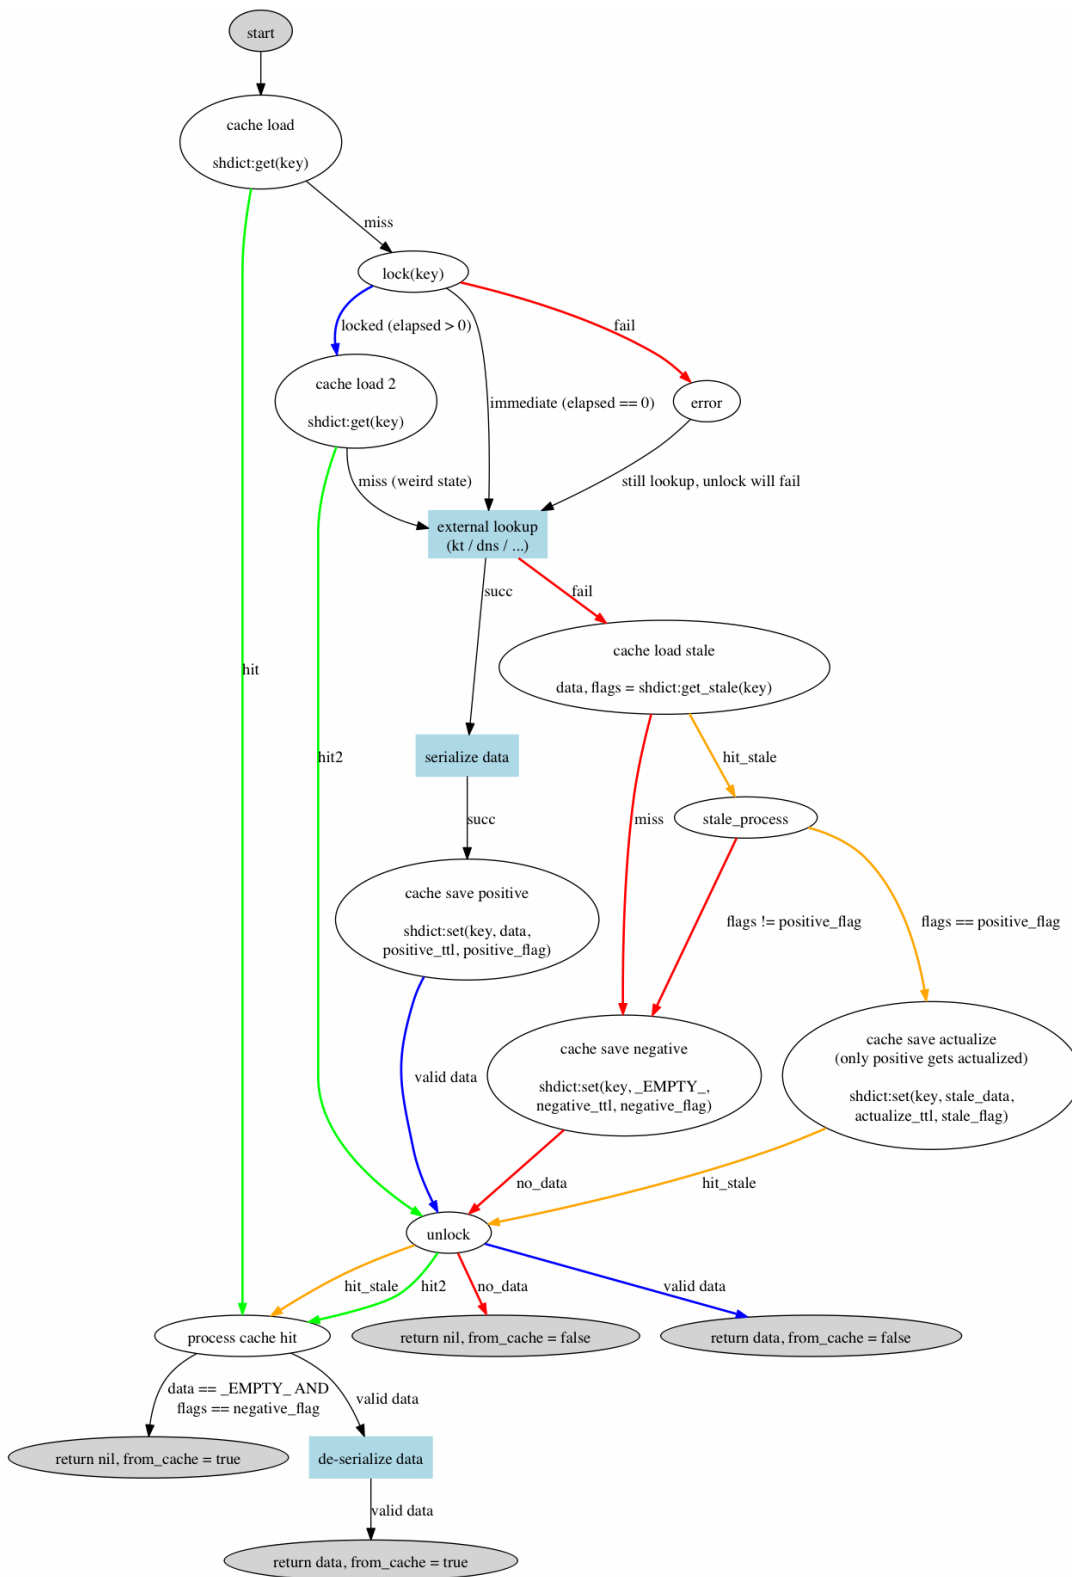 start
cache load
shdict:get(key)
miss
lock(key)
locked (elapsed > 0)
fail
cache load 2
shdict:get(key)
immediate (elapsed == 0)
error
miss (weird state)
still lookup, unlock will fail
external lookup
(kt / dns / ...)
succ
fail
cache load stale
data, flags = shdict:get_stale(key)
hit
hit2
serialize data
hit_stale
succ
miss
stale_process
cache save positive
shdict:set(key, data,
positive_ttl, positive_flag)
flags != positive_flag
flags == positive_flag
cache save negative
shdict:set(key, _EMPTY_,
negative_ttl, negative_flag)
cache save actualize
(only positive gets actualized)
shdict:set(key, stale_data,
actualize_ttl, stale_flag)
valid data
no_data
hit_stale
unlock
hit_stale
hit2
no_data
valid data
process cache hit
return nil, from_cache = false
return data, from_cache = false
data == _EMPTY_ AND
flags == negative_flag
valid data
return nil, from_cache = true
de-serialize data
valid data
return data, from_cache = true